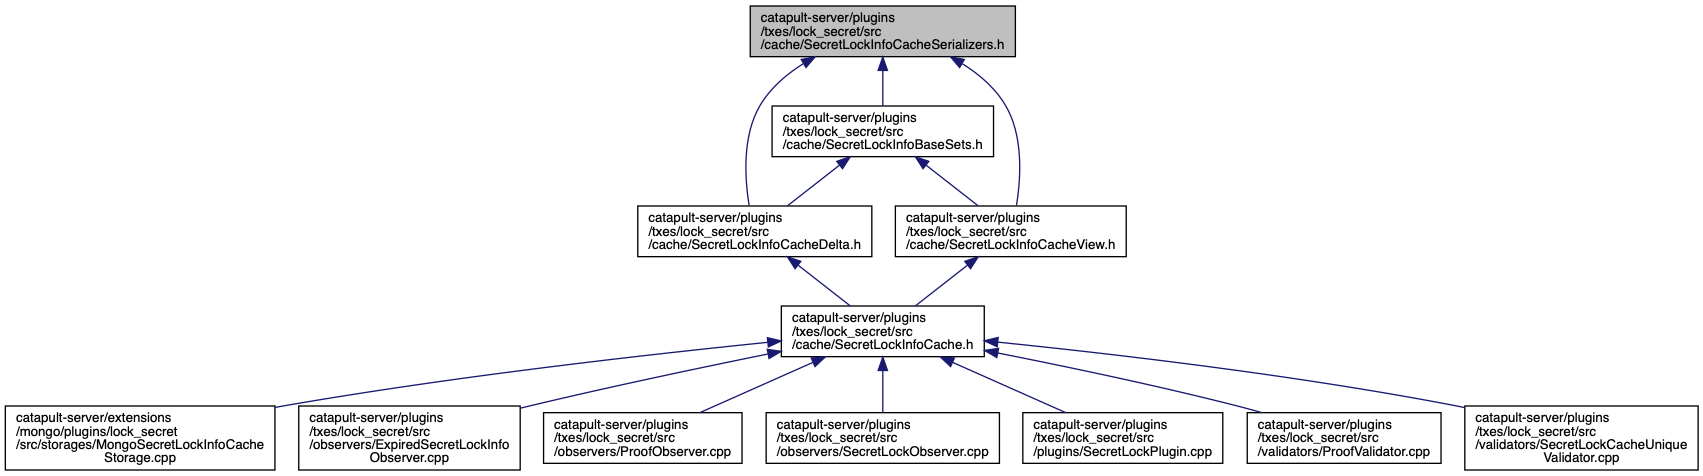 catapult-server/plugins
/txes/lock_secret/src
/cache/SecretLockInfoCacheSerializers.h
catapult-server/plugins
/txes/lock_secret/src
/cache/SecretLockInfoBaseSets.h
catapult-server/plugins
/txes/lock_secret/src
/cache/SecretLockInfoCacheDelta.h
catapult-server/plugins
/txes/lock_secret/src
/cache/SecretLockInfoCacheView.h
catapult-server/plugins
/txes/lock_secret/src
/cache/SecretLockInfoCache.h
catapult-server/extensions
/mongo/plugins/lock_secret
/src/storages/MongoSecretLockInfoCache
Storage.cpp
catapult-server/plugins
/txes/lock_secret/src
/observers/ExpiredSecretLockInfo
Observer.cpp
catapult-server/plugins
/txes/lock_secret/src
/observers/ProofObserver.cpp
catapult-server/plugins
/txes/lock_secret/src
/observers/SecretLockObserver.cpp
catapult-server/plugins
/txes/lock_secret/src
/plugins/SecretLockPlugin.cpp
catapult-server/plugins
/txes/lock_secret/src
/validators/ProofValidator.cpp
catapult-server/plugins
/txes/lock_secret/src
/validators/SecretLockCacheUnique
Validator.cpp